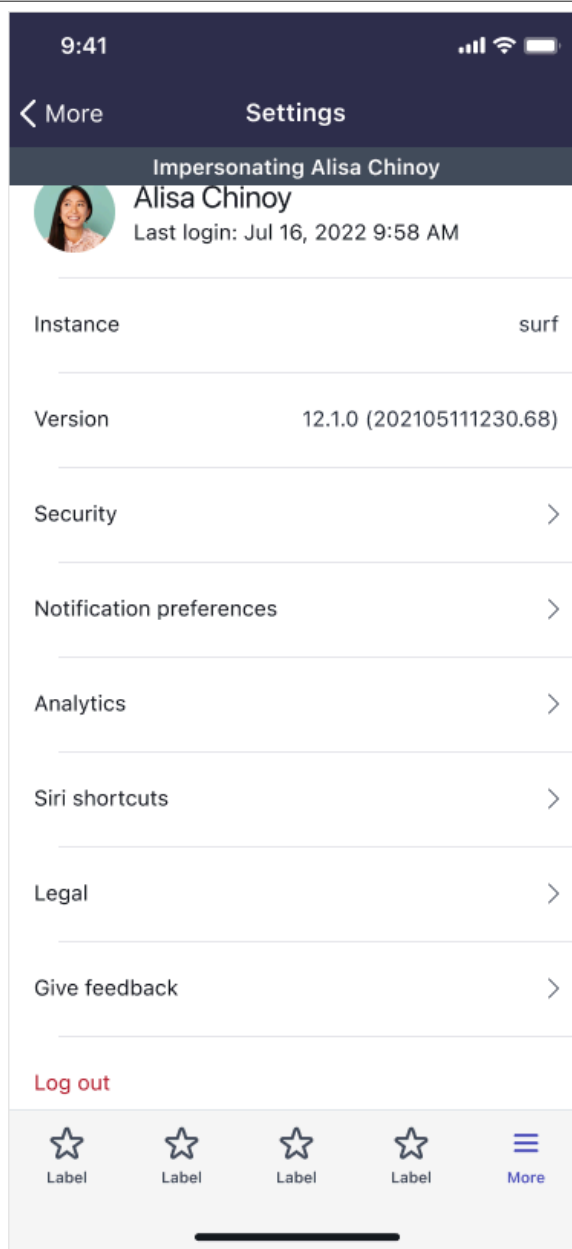 9:41
More
Settings
Impersonating Alisa Chinoy
Alisa Chinoy
Last login: Jul 16, 2022 9:58 AM
Instance surf
Version 12.1.0 (202105111230.68)
Security
Notification preferences
Analytics
Siri shortcuts
Legal
Give feedback
Log out
Label Label Label Label More